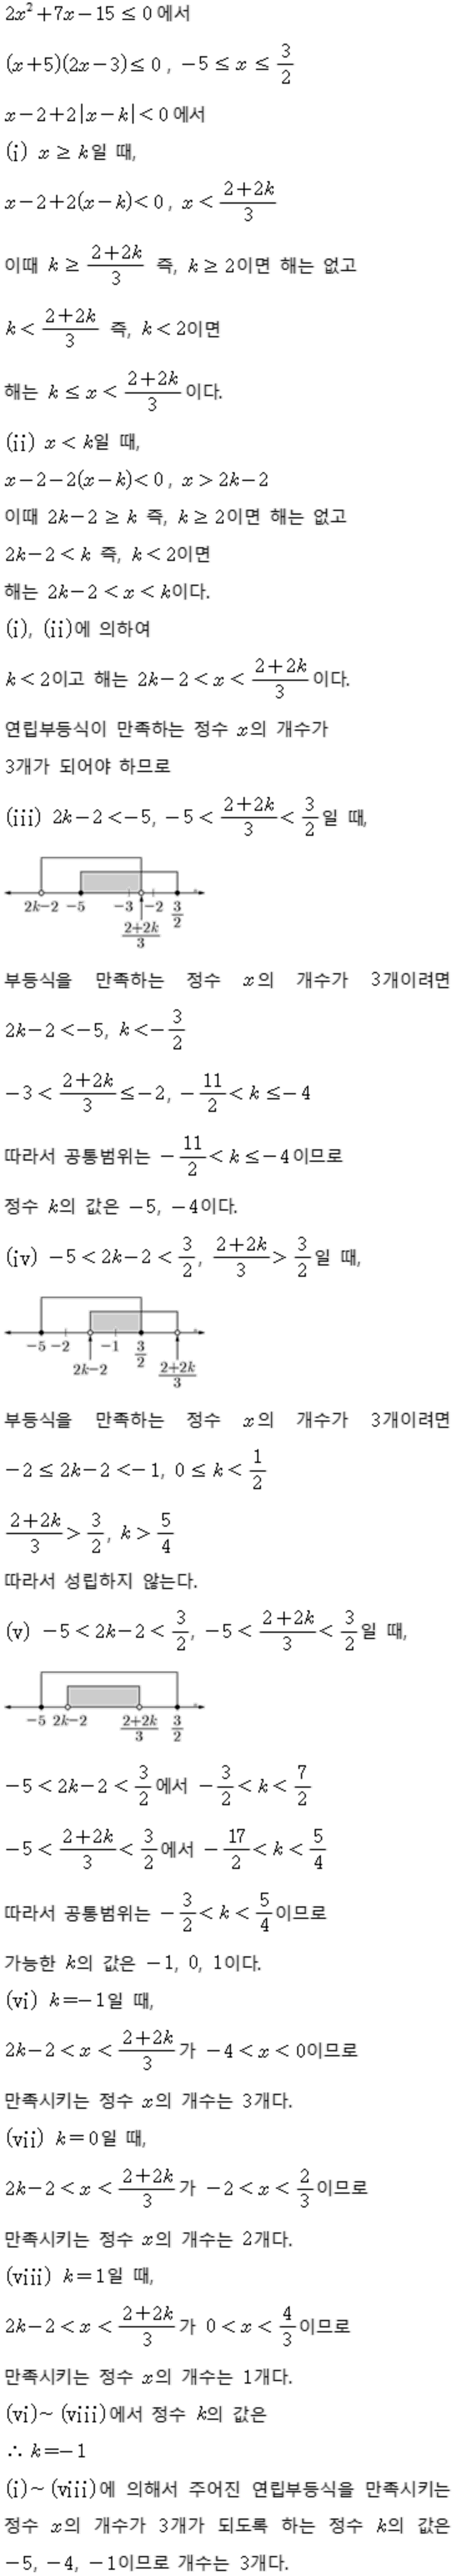 2x²+7x−15 ≤ 0에서
(x+5)(2x−3) ≤ 0, −5 ≤ x ≤ 3/2
x−2+2|x−k| < 0에서
(i) x ≥ k일 때,
x−2+2(x−k) < 0, x < (2+2k)/3
이때 k ≥ (2+2k)/3 즉, k ≥ 2이면 해는 없고
k < (2+2k)/3 즉, k < 2이면
해는 k ≤ x < (2+2k)/3이다.
(ii) x < k일 때,
x−2−2(x−k) < 0, x > 2k−2
이때 2k−2 ≥ k 즉, k ≥ 2이면 해는 없고
2k−2 < k 즉, k < 2이면
해는 2k−2 < x < k이다.
(i), (ii)에 의하여
k < 2이고 해는 2k−2 < x < (2+2k)/3이다.
연립부등식이 만족하는 정수 x의 개수가
3개가 되어야 하므로
(iii) 2k−2 < −5, −5 < (2+2k)/3 < 3/2일 때,
2k−2 −5 −3 −2 3/2
(2+2k)/3
부등식을 만족하는 정수 x의 개수가 3개이려면
2k−2 < −5, k < −3/2
−3 < (2+2k)/3 ≤ −2, −11/2 < k ≤ −4
따라서 공통범위는 −11/2 < k ≤ −4이므로
정수 k의 값은 −5, −4이다.
(iv) −5 < 2k−2 < 3/2, (2+2k)/3 > 3/2일 때,
−5 −2 −1 3/2
2k−2 (2+2k)/3
부등식을 만족하는 정수 x의 개수가 3개이려면
−2 ≤ 2k−2 < −1, 0 ≤ k < 1/2
(2+2k)/3 > 3/2, k > 5/4
따라서 성립하지 않는다.
(v) −5 < 2k−2 < 3/2, −5 < (2+2k)/3 < 3/2일 때,
−5 2k−2 (2+2k)/3 3/2
−5 < 2k−2 < 3/2에서 −3/2 < k < 7/2
−5 < (2+2k)/3 < 3/2에서 −17/2 < k < 5/4
따라서 공통범위는 −3/2 < k < 5/4이므로
가능한 k의 값은 −1, 0, 1이다.
(vi) k=−1일 때,
2k−2 < x < (2+2k)/3가 −4 < x < 0이므로
만족시키는 정수 x의 개수는 3개다.
(vii) k=0일 때,
2k−2 < x < (2+2k)/3가 −2 < x < 2/3이므로
만족시키는 정수 x의 개수는 2개다.
(viii) k=1일 때,
2k−2 < x < (2+2k)/3가 0 < x < 4/3이므로
만족시키는 정수 x의 개수는 1개다.
(vi)~(viii)에서 정수 k의 값은
∴ k=−1
(i)~(viii)에 의해서 주어진 연립부등식을 만족시키는
정수 x의 개수가 3개가 되도록 하는 정수 k의 값은
−5, −4, −1이므로 개수는 3개다.